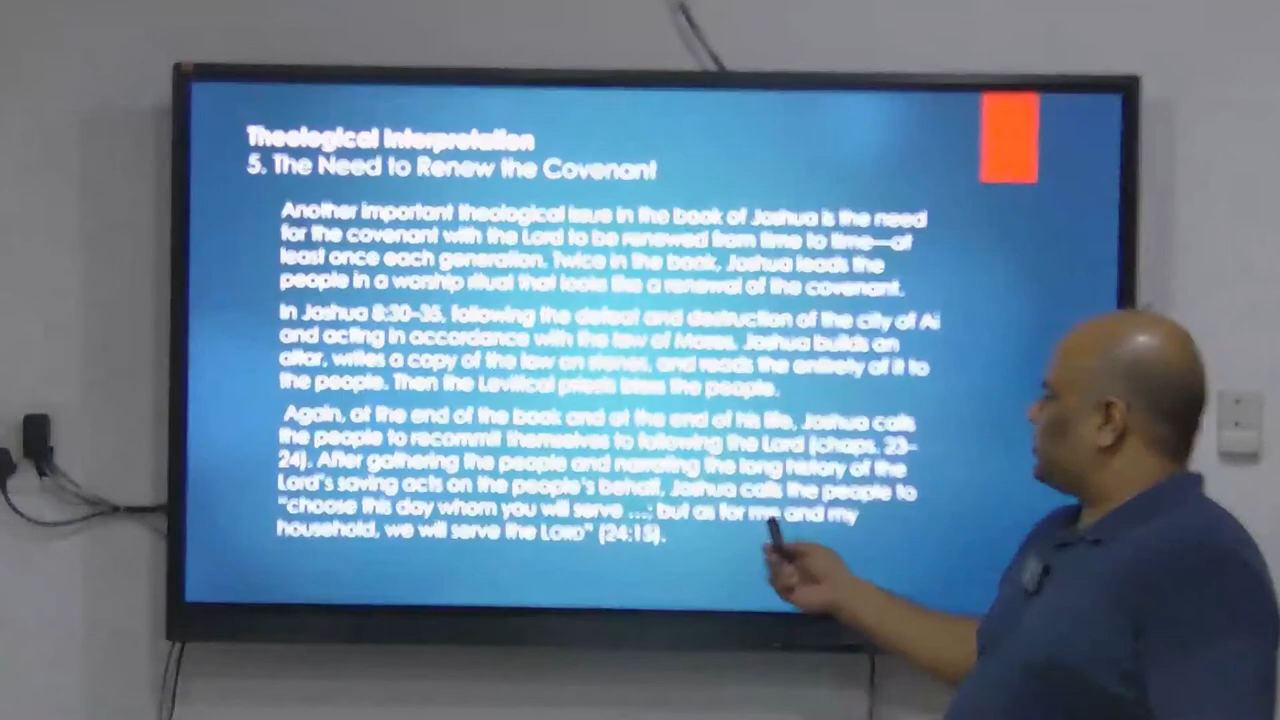 Theological Interpretation
5. The Need to Renew the Covenant
Another important theological issue in the book of Joshua is the need
for the covenant with the Lord to be renewed from time to time—at
least once each generation. Twice in the book, Joshua leads the
people in a worship ritual that looks like a renewal of the covenant.
In Joshua 8:30–35, following the defeat and destruction of the city of Ai
and acting in accordance with the law of Moses, Joshua builds an
altar, writes a copy of the law on stones, and reads the entirety of it to
the people. Then the Levitical priests bless the people.
Again, at the end of the book and at the end of his life, Joshua calls
the people to recommit themselves to following the Lord (chaps. 23–
24). After gathering the people and narrating the long history of the
Lord's saving acts on the people's behalf, Joshua calls the people to
"choose this day whom you will serve ...; but as for me and my
household, we will serve the LORD" (24:15).